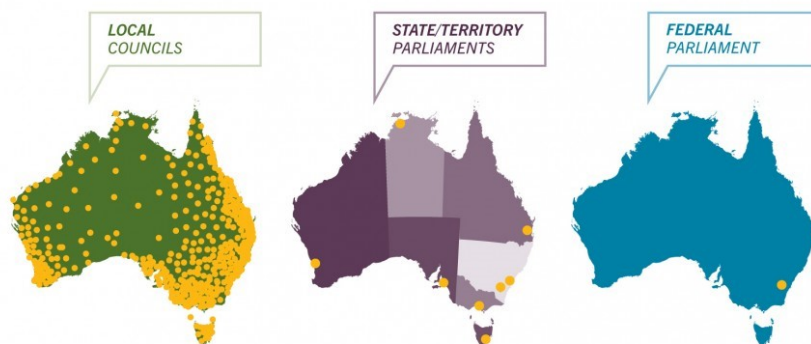 LOCAL
COUNCILS
STATE/TERRITORY
PARLIAMENTS
FEDERAL
PARLIAMENT